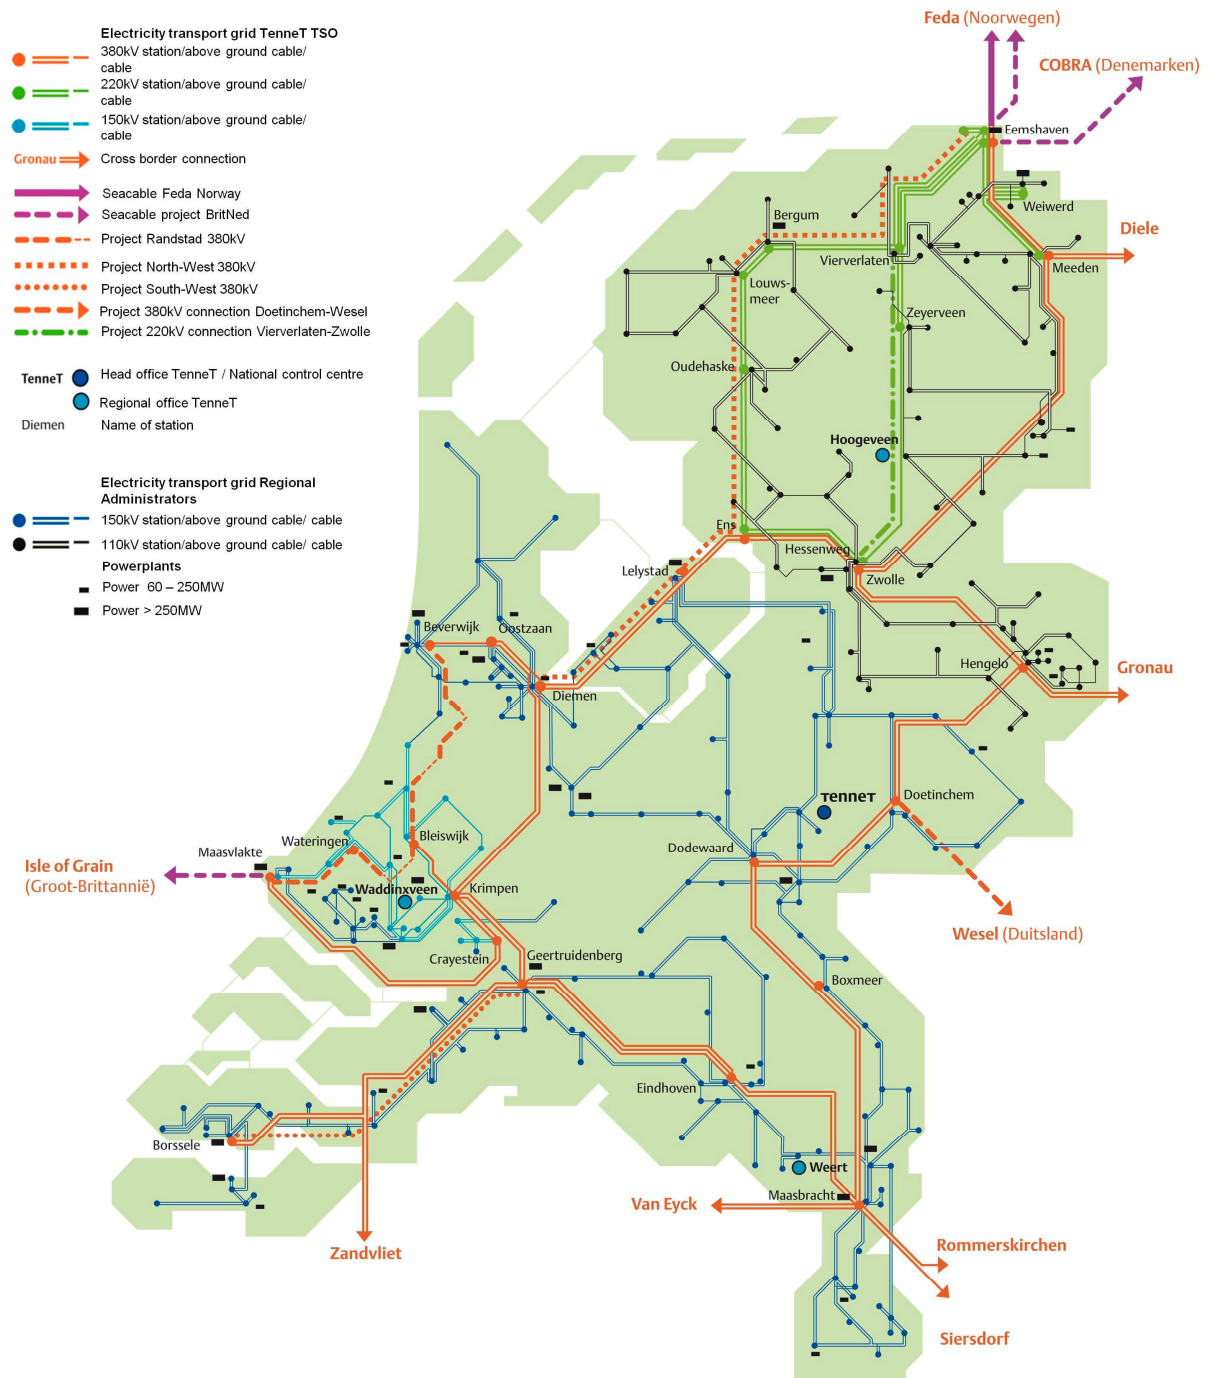 Electricity transport grid TenneT TSO
380kV station/above ground cable/
cable
220kV station/above ground cable/
cable
150kV station/above ground cable/
cable
Gronau
Cross border connection
Seacable Feda Norway
Seacable project BritNed
Project Randstad 380kV
Project North-West 380kV
Project South-West 380kV
Project 380kV connection Doetinchem-Wesel
Project 220kV connection Vierverlaten-Zwolle
TenneT
Head office TenneT / National control centre
Regional office TenneT
Diemen
Name of station
Electricity transport grid Regional
Administrators
150kV station/above ground cable/ cable
110kV station/above ground cable/ cable
Powerplants
Power 60 – 250MW
Power > 250MW
Feda (Noorwegen)
COBRA (Denemarken)
Eemshaven
Weiwerd
Bergum
Diele
Vierverlaten
Meeden
Louws-
meer
Zeyerveen
Oudehaske
Hoogeveen
Ens
Hessenweg
Lelystad
Zwolle
Beverwijk
Oostzaan
Hengelo
Gronau
Diemen
TenneT
Doetinchem
Bleiswijk
Wateringen
Maasvlakte
Dodewaard
Isle of Grain
(Groot-Brittannië)
Waddinxveen
Krimpen
Wesel (Duitsland)
Crayestein
Geertruidenberg
Boxmeer
Eindhoven
Borssele
Weert
Maasbracht
Van Eyck
Zandvliet
Rommerskirchen
Siersdorf